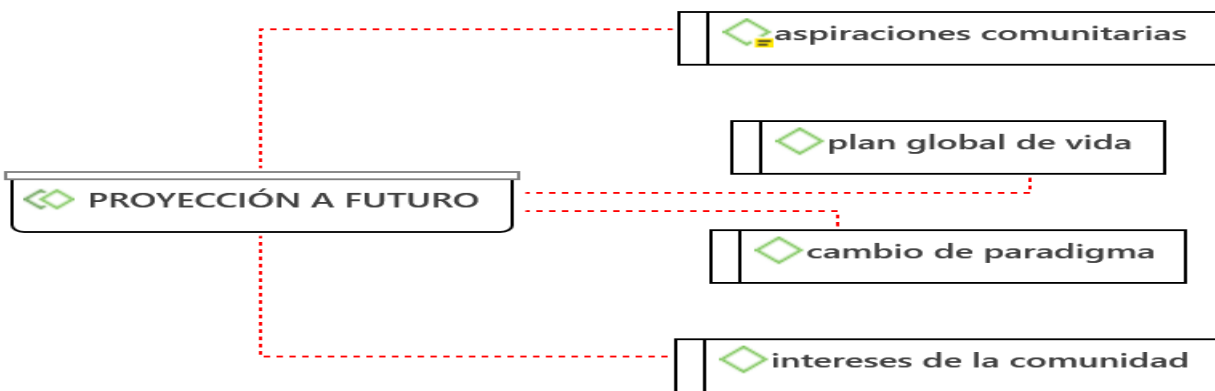 aspiraciones comunitarias
plan global de vida
PROYECCIÓN A FUTURO
cambio de paradigma
intereses de la comunidad